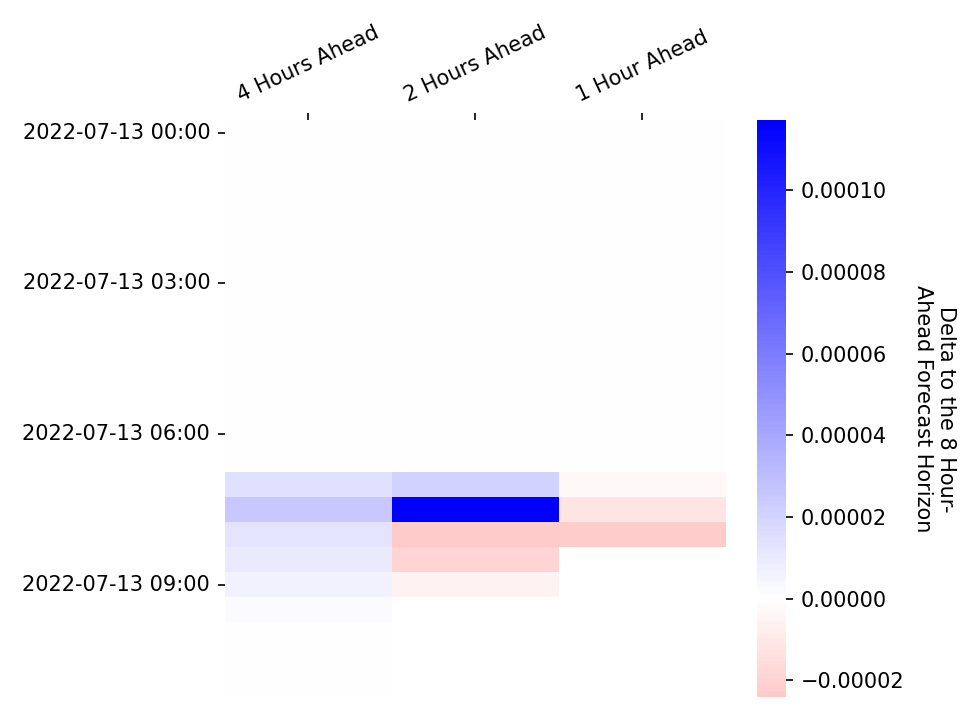 4 Hours Ahead
2 Hours Ahead
1 Hour Ahead
2022-07-13 00:00
2022-07-13 03:00
2022-07-13 06:00
2022-07-13 09:00
0.00010
0.00008
0.00006
0.00004
0.00002
0.00000
−0.00002
Delta to the 8 Hour-
Ahead Forecast Horizon